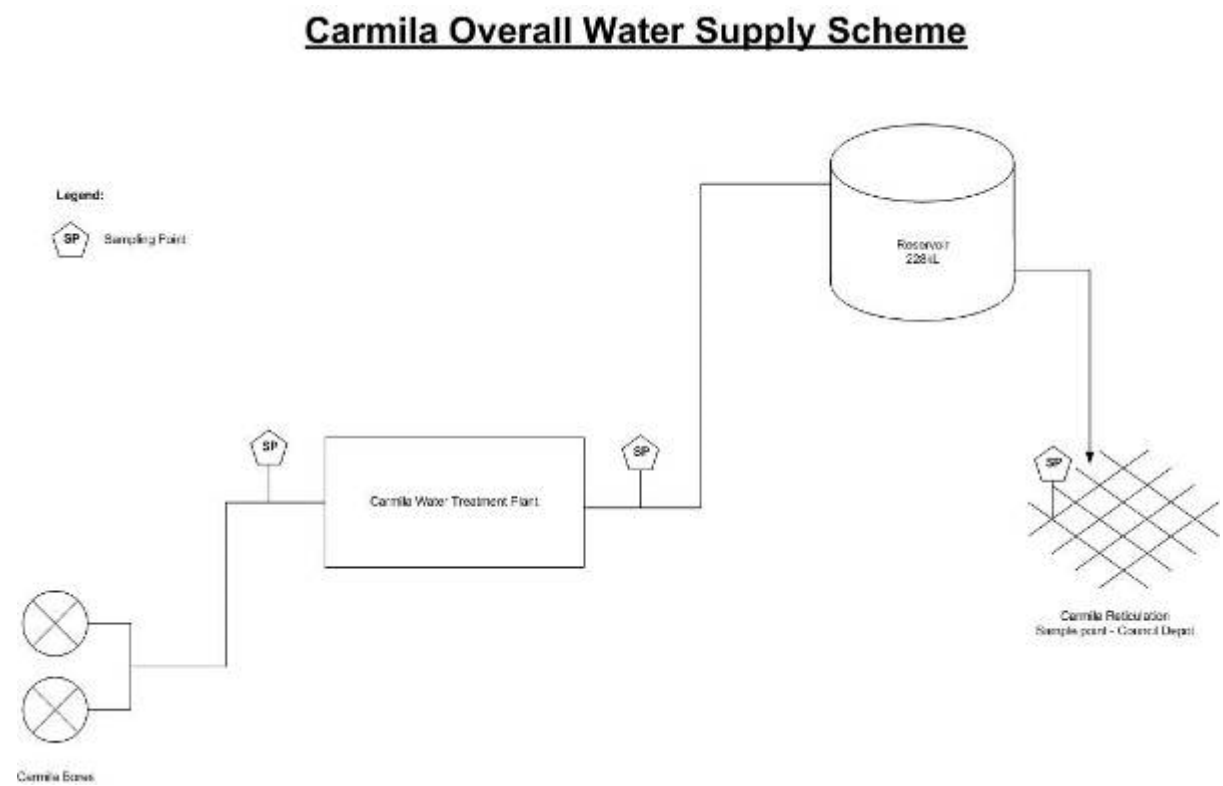 Carmila Overall Water Supply Scheme
Legend:
SP
Sampling Point
Reservoir
228kL
SP
Carmila Water Treatment Plant
SP
SP
Carmila Reticulation
Sample point - Council Depot
Carmila Bores